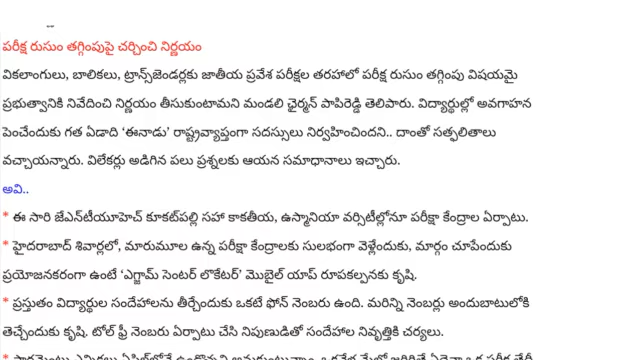 పరీక్ష రుసుం తగ్గింపుపై చర్చించి నిర్ణయం
వికలాంగులు, బాలికలు, ట్రాన్స్‌జెండర్లకు జాతీయ ప్రవేశ పరీక్షల తరహాలో పరీక్ష రుసుం తగ్గింపు విషయమై
ప్రభుత్వానికి నివేదించి నిర్ణయం తీసుకుంటామని మండలి ఛైర్మన్ పాపిరెడ్డి తెలిపారు. విద్యార్థుల్లో అవగాహన
పెంచేందుకు గత ఏడాది ‘ఈనాడు’ రాష్ట్రవ్యాప్తంగా సదస్సులు నిర్వహించిందని.. దాంతో సత్ఫలితాలు
వచ్చాయన్నారు. విలేకర్లు అడిగిన పలు ప్రశ్నలకు ఆయన సమాధానాలు ఇచ్చారు.
అవి..
* ఈ సారి జేఎన్‌టీయూహెచ్ కూకట్‌పల్లి సహా కాకతీయ, ఉస్మానియా వర్సిటీల్లోనూ పరీక్షా కేంద్రాల ఏర్పాటు.
* హైదరాబాద్ శివార్లలో, మారుమూల ఉన్న పరీక్షా కేంద్రాలకు సులభంగా వెళ్లేందుకు, మార్గం చూపేందుకు
ప్రయోజనకరంగా ఉంటే ‘ఎగ్జామ్ సెంటర్ లొకేటర్’ మొబైల్ యాప్ రూపకల్పనకు కృషి.
* ప్రస్తుతం విద్యార్థుల సందేహాలను తీర్చేందుకు ఒకటే ఫోన్ నెంబరు ఉంది. మరిన్ని నెంబర్లు అందుబాటులోకి
తెచ్చేందుకు కృషి. టోల్ ఫ్రీ నెంబరు ఏర్పాటు చేసి నిపుణుడితో సందేహాల నివృత్తికి చర్యలు.